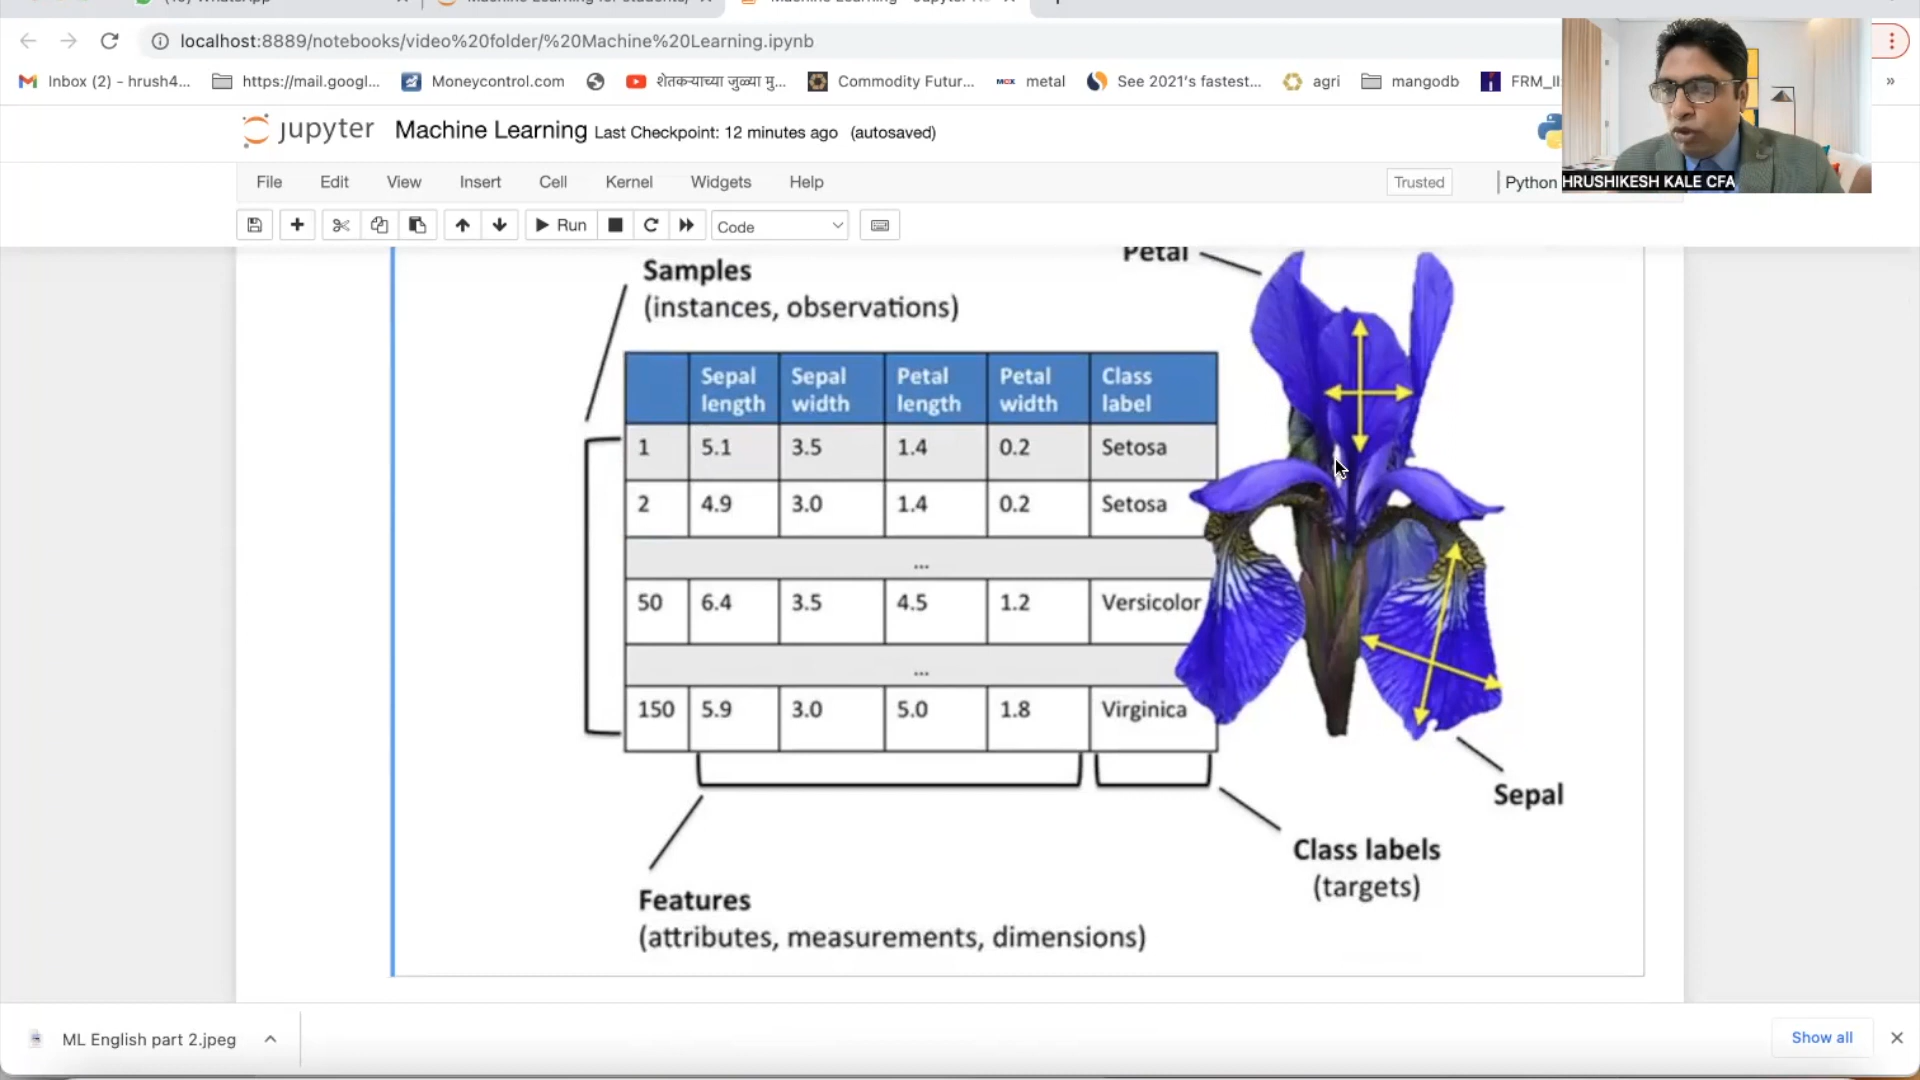 localhost:8889/notebooks/video%20folder/%20Machine%20Learning.ipynb
Inbox (2) - hrush4... https://mail.googl... Moneycontrol.com शेतकऱ्याच्या जुळ्या मु... Commodity Futur... MCX metal See 2021's fastest... agri mangodb FRM_II
»
jupyter Machine Learning Last Checkpoint: 12 minutes ago (autosaved)
File Edit View Insert Cell Kernel Widgets Help Trusted Python
HRUSHIKESH KALE CFA
Run Code
Petal
Samples
(instances, observations)
Sepal length Sepal width Petal length Petal width Class label
1 5.1 3.5 1.4 0.2 Setosa
2 4.9 3.0 1.4 0.2 Setosa
...
50 6.4 3.5 4.5 1.2 Versicolor
...
150 5.9 3.0 5.0 1.8 Virginica
Sepal
Class labels
(targets)
Features
(attributes, measurements, dimensions)
ML English part 2.jpeg Show all